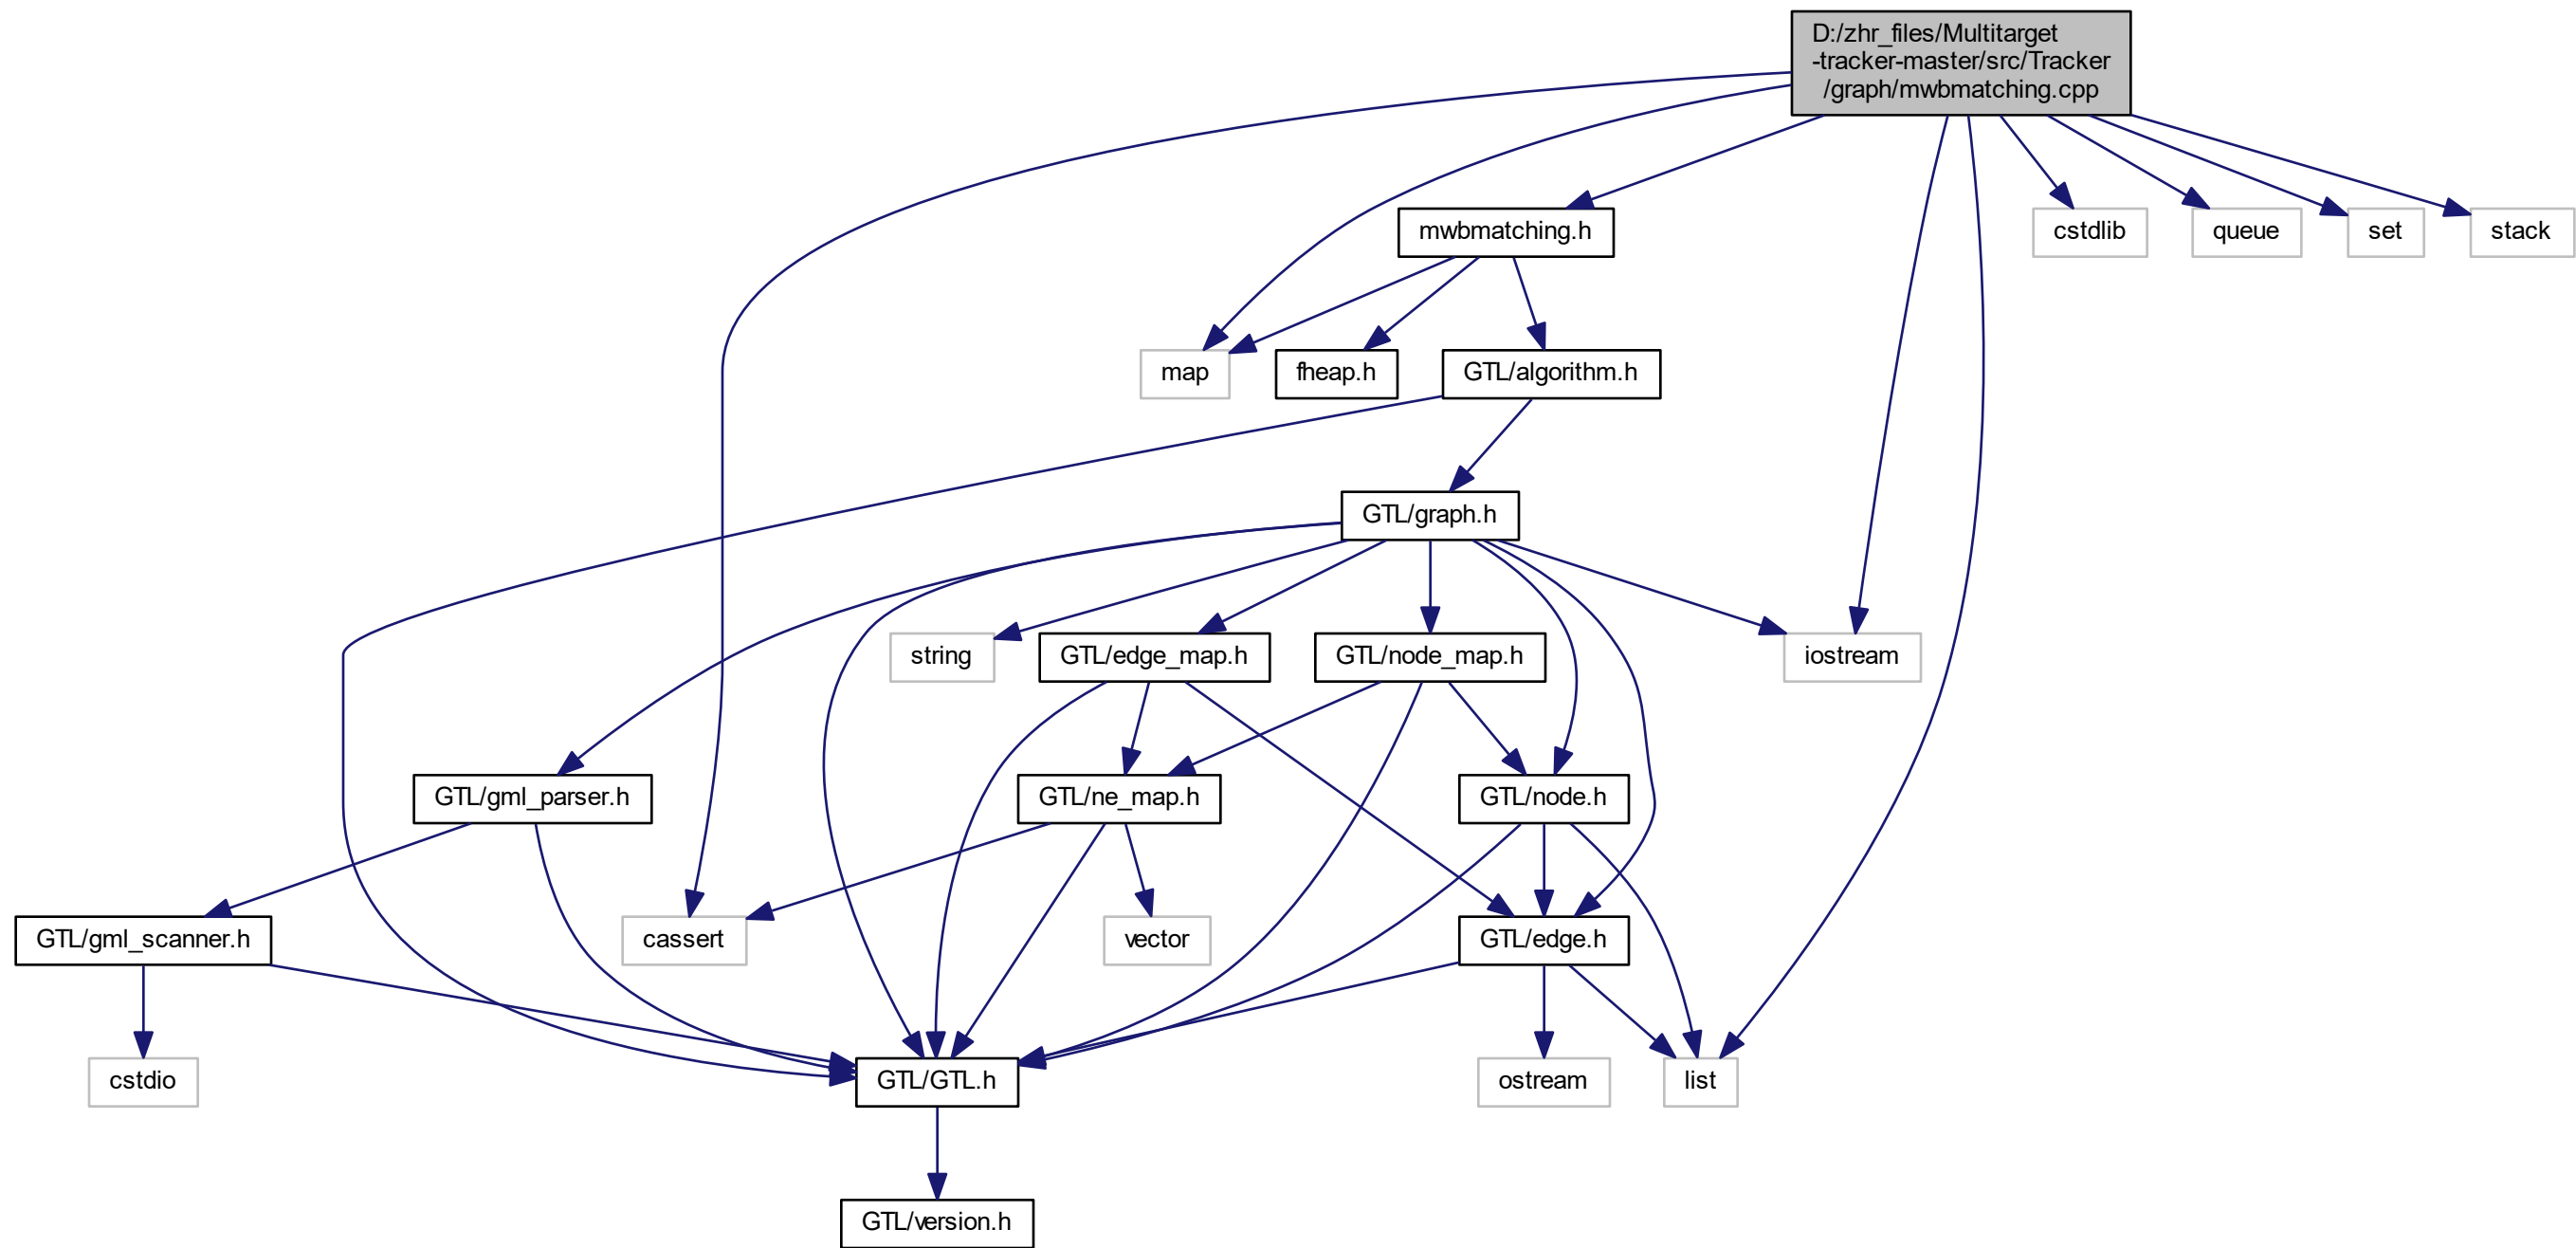 D:/zhr_files/Multitarget
-tracker-master/src/Tracker
/graph/mwbmatching.cpp
mwbmatching.h
cstdlib
queue
set
stack
map
fheap.h
GTL/algorithm.h
GTL/graph.h
string
GTL/edge_map.h
GTL/node_map.h
iostream
GTL/gml_parser.h
GTL/ne_map.h
GTL/node.h
GTL/gml_scanner.h
cassert
vector
GTL/edge.h
cstdio
GTL/GTL.h
ostream
list
GTL/version.h